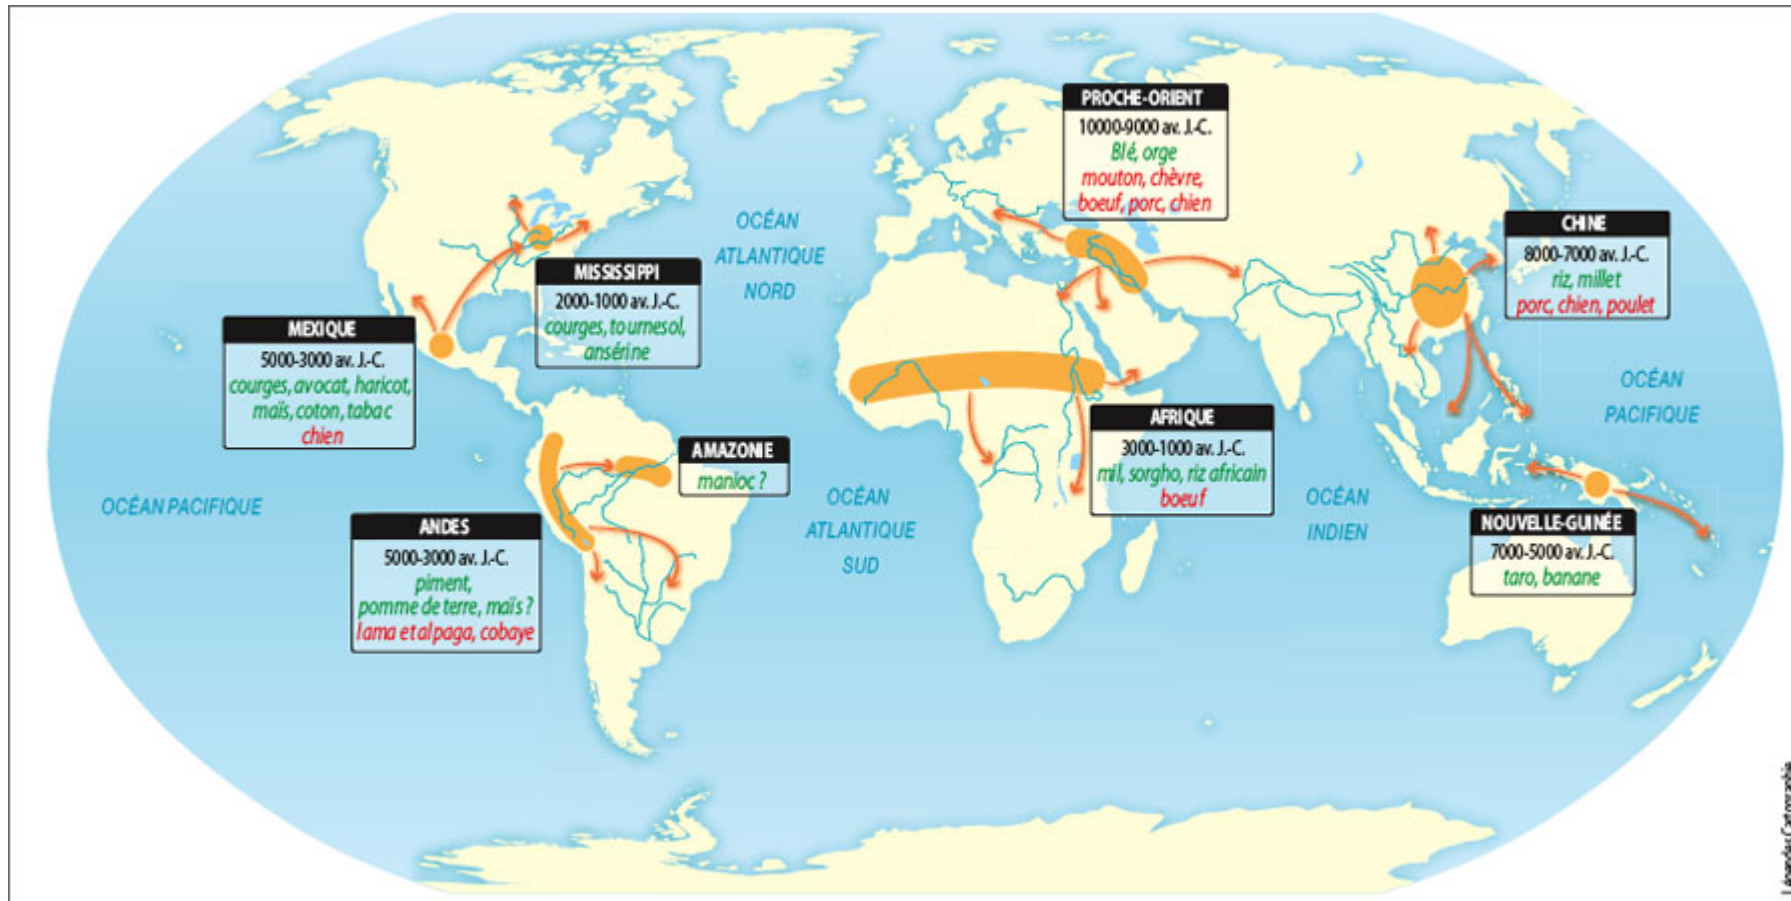 PROCHE-ORIENT
10000-9000 av. J.-C.
Blé, orge
mouton, chèvre,
boeuf, porc, chien
CHINE
8000-7000 av. J.-C.
riz, millet
porc, chien, poulet
OCÉAN
ATLANTIQUE
NORD
MISSISSIPPI
2000-1000 av. J.-C.
courges, tournesol,
ansérine
MEXIQUE
5000-3000 av. J.-C.
courges, avocat, haricot,
maïs, coton, tabac
chien
OCÉAN
PACIFIQUE
AFRIQUE
3000-1000 av. J.-C.
mil, sorgho, riz africain
boeuf
AMAZONIE
manioc ?
OCÉAN PACIFIQUE
OCÉAN
ATLANTIQUE
SUD
OCÉAN
INDIEN
ANDES
5000-3000 av. J.-C.
piment,
pomme de terre, maïs ?
lama et alpaga, cobaye
NOUVELLE-GUINÉE
7000-5000 av. J.-C.
taro, banane
Légendes Cartographie